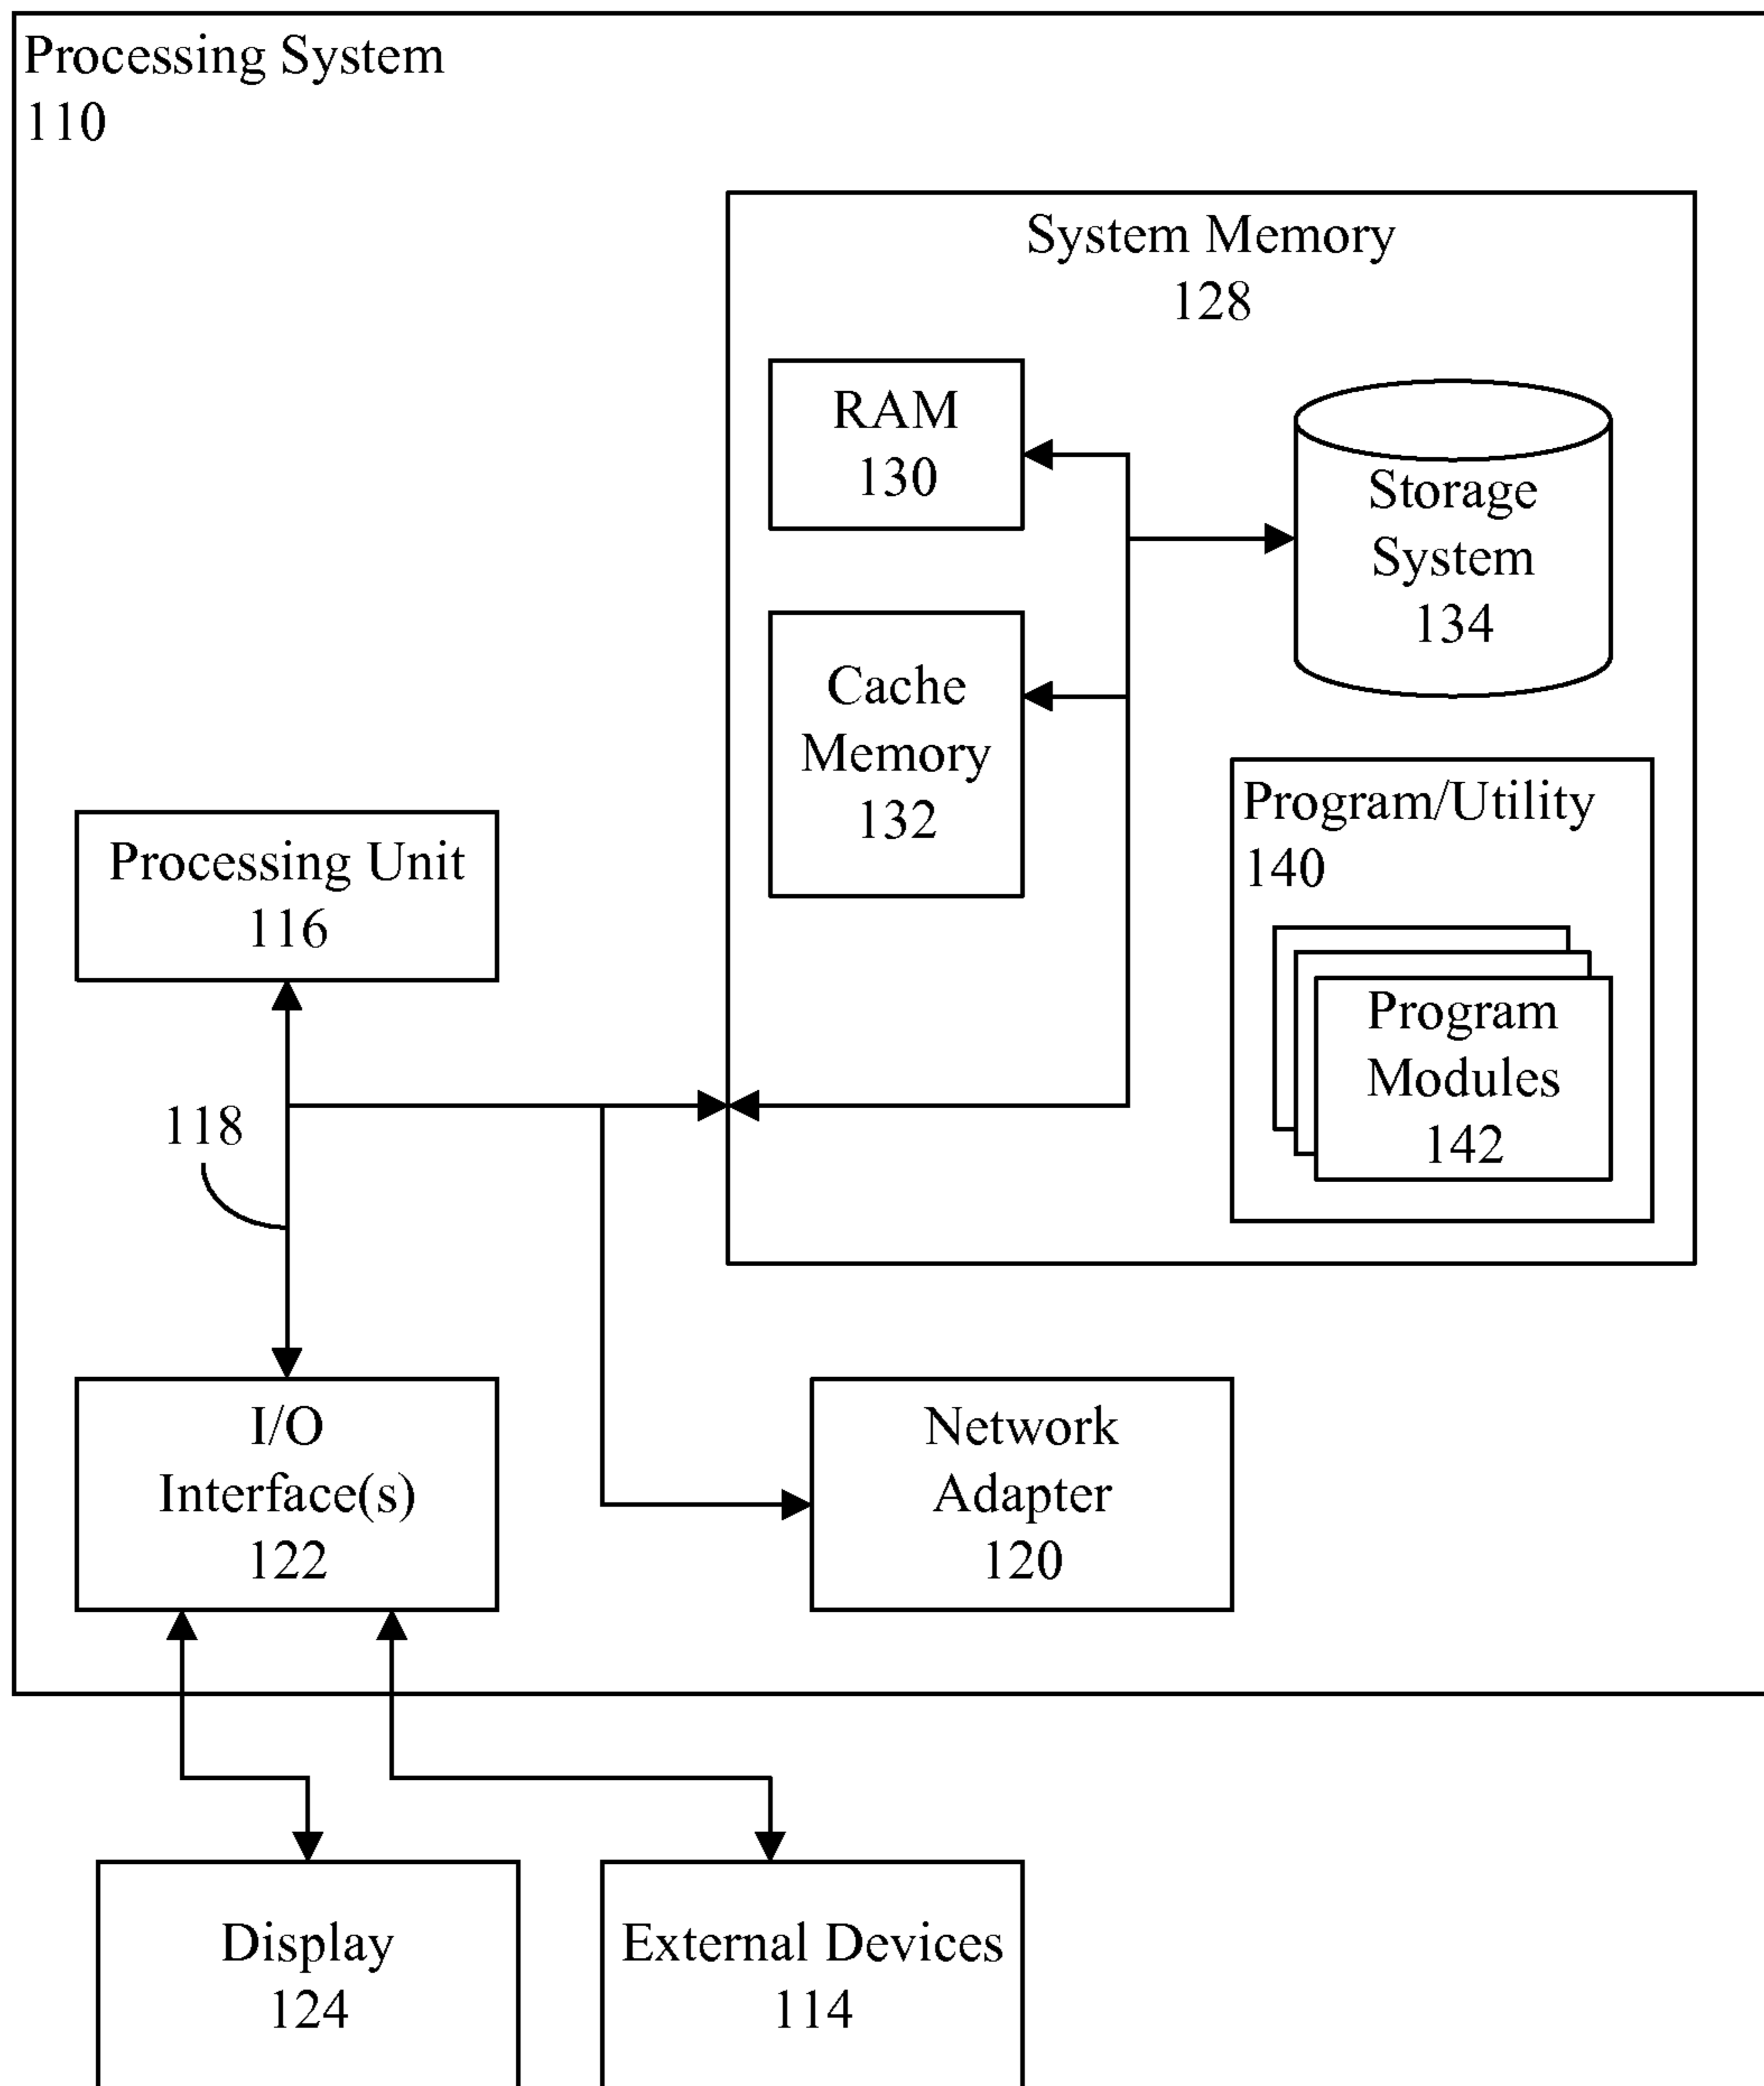 Processing System
110
System Memory
128
RAM
130
Storage
System
134
Cache
Memory
132
Program/Utility
140
Processing Unit
116
Program
Modules
142
118
I/O
Interface(s)
122
Network
Adapter
120
Display
124
External Devices
114